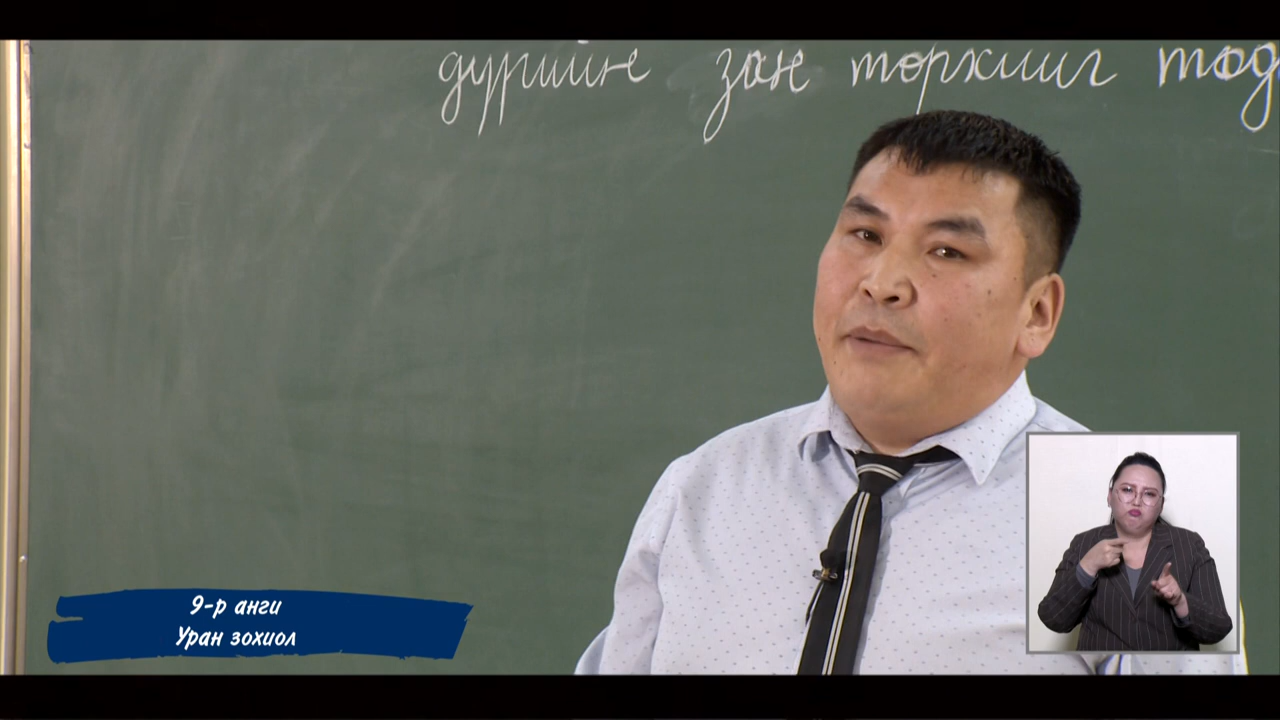 дүрийн зан төрхийг тод
9-р анги
Уран зохиол